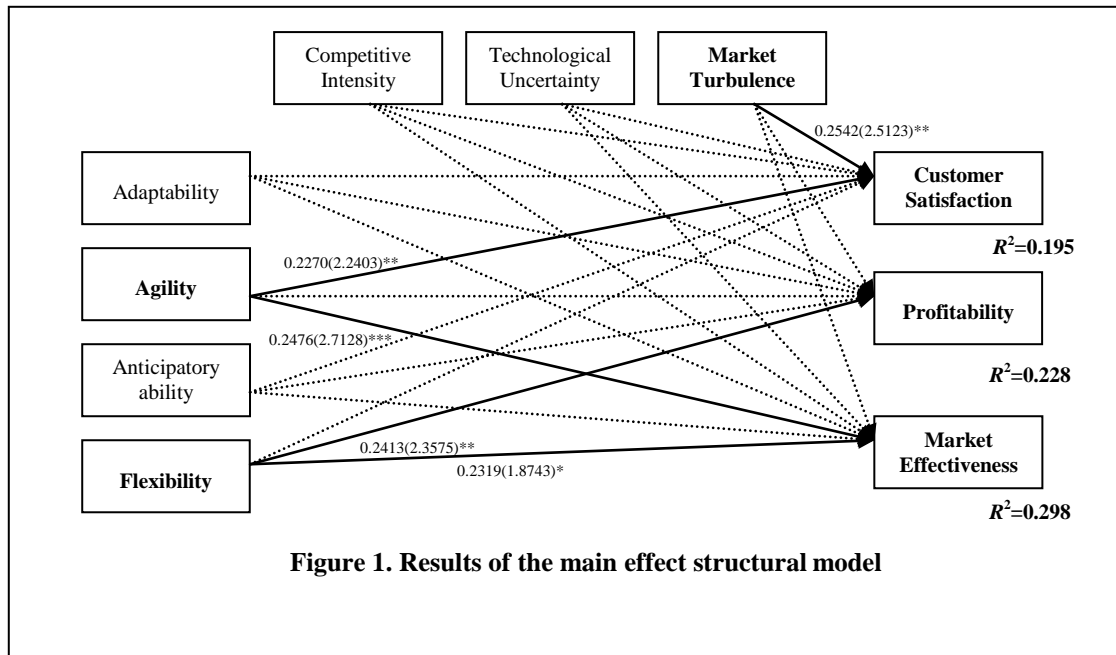 Competitive
Intensity
Technological
Uncertainty
Market
Turbulence
0.2542(2.5123)**
Adaptability
Customer
Satisfaction
R²=0.195
Agility
0.2270(2.2403)**
Profitability
0.2476(2.7128)***
Anticipatory
ability
R²=0.228
Flexibility
0.2413(2.3575)**
0.2319(1.8743)*
Market
Effectiveness
R²=0.298
Figure 1. Results of the main effect structural model